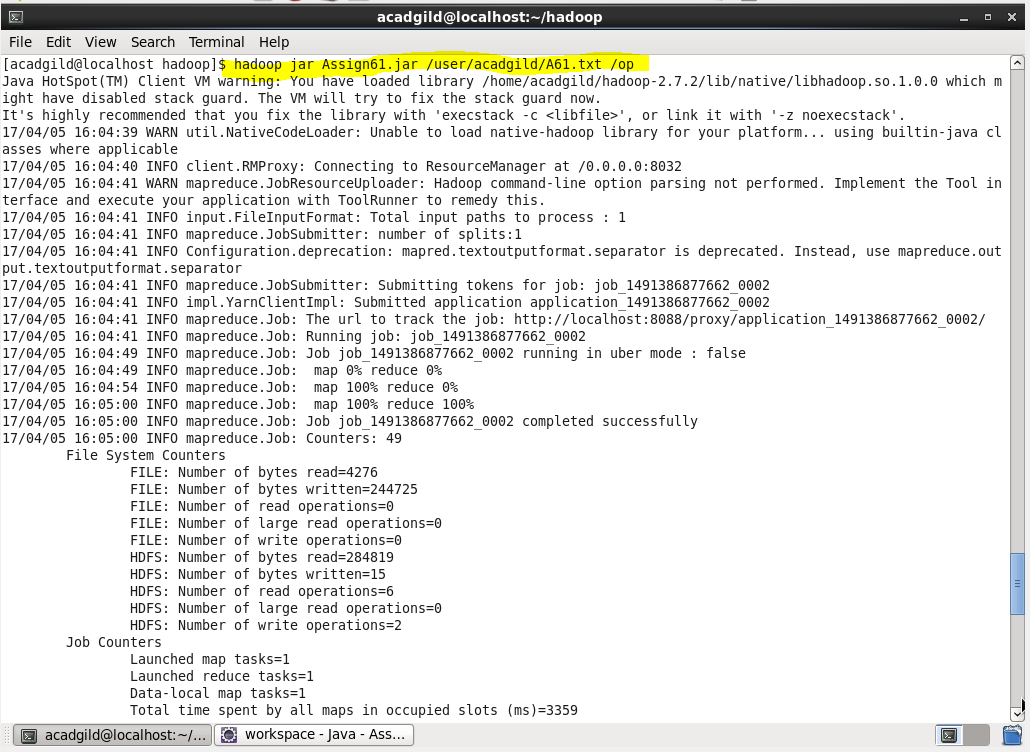 acadgild@localhost:~/hadoop
File Edit View Search Terminal Help
[acadgild@localhost hadoop]$ hadoop jar Assign61.jar /user/acadgild/A61.txt /op
Java HotSpot(TM) Client VM warning: You have loaded library /home/acadgild/hadoop-2.7.2/lib/native/libhadoop.so.1.0.0 which m
ight have disabled stack guard. The VM will try to fix the stack guard now.
It's highly recommended that you fix the library with 'execstack -c <libfile>', or link it with '-z noexecstack'.
17/04/05 16:04:39 WARN util.NativeCodeLoader: Unable to load native-hadoop library for your platform... using builtin-java cl
asses where applicable
17/04/05 16:04:40 INFO client.RMProxy: Connecting to ResourceManager at /0.0.0.0:8032
17/04/05 16:04:41 WARN mapreduce.JobResourceUploader: Hadoop command-line option parsing not performed. Implement the Tool in
terface and execute your application with ToolRunner to remedy this.
17/04/05 16:04:41 INFO input.FileInputFormat: Total input paths to process : 1
17/04/05 16:04:41 INFO mapreduce.JobSubmitter: number of splits:1
17/04/05 16:04:41 INFO Configuration.deprecation: mapred.textoutputformat.separator is deprecated. Instead, use mapreduce.out
put.textoutputformat.separator
17/04/05 16:04:41 INFO mapreduce.JobSubmitter: Submitting tokens for job: job_1491386877662_0002
17/04/05 16:04:41 INFO impl.YarnClientImpl: Submitted application application_1491386877662_0002
17/04/05 16:04:41 INFO mapreduce.Job: The url to track the job: http://localhost:8088/proxy/application_1491386877662_0002/
17/04/05 16:04:41 INFO mapreduce.Job: Running job: job_1491386877662_0002
17/04/05 16:04:49 INFO mapreduce.Job: Job job_1491386877662_0002 running in uber mode : false
17/04/05 16:04:49 INFO mapreduce.Job:  map 0% reduce 0%
17/04/05 16:04:54 INFO mapreduce.Job:  map 100% reduce 0%
17/04/05 16:05:00 INFO mapreduce.Job:  map 100% reduce 100%
17/04/05 16:05:00 INFO mapreduce.Job: Job job_1491386877662_0002 completed successfully
17/04/05 16:05:00 INFO mapreduce.Job: Counters: 49
File System Counters
FILE: Number of bytes read=4276
FILE: Number of bytes written=244725
FILE: Number of read operations=0
FILE: Number of large read operations=0
FILE: Number of write operations=0
HDFS: Number of bytes read=284819
HDFS: Number of bytes written=15
HDFS: Number of read operations=6
HDFS: Number of large read operations=0
HDFS: Number of write operations=2
Job Counters
Launched map tasks=1
Launched reduce tasks=1
Data-local map tasks=1
Total time spent by all maps in occupied slots (ms)=3359
acadgild@localhost:~/... workspace - Java - Ass...